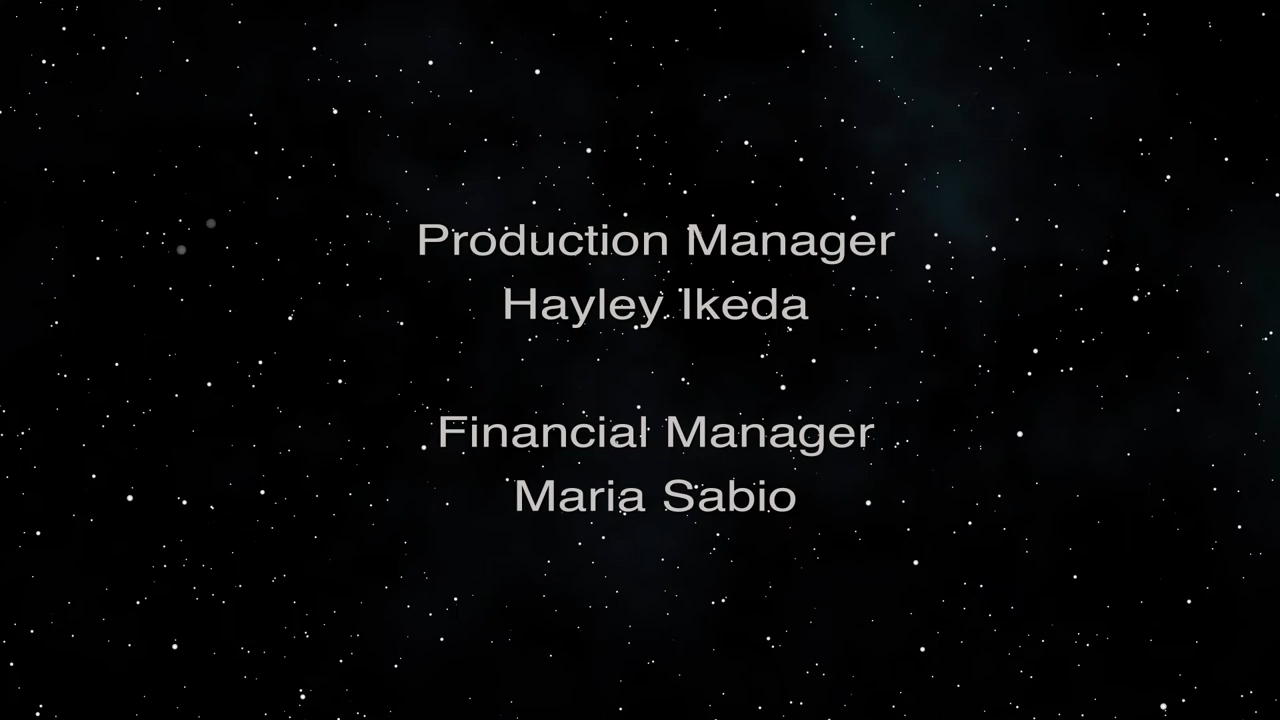 Production Manager
Hayley Ikeda
Financial Manager
Maria Sabio